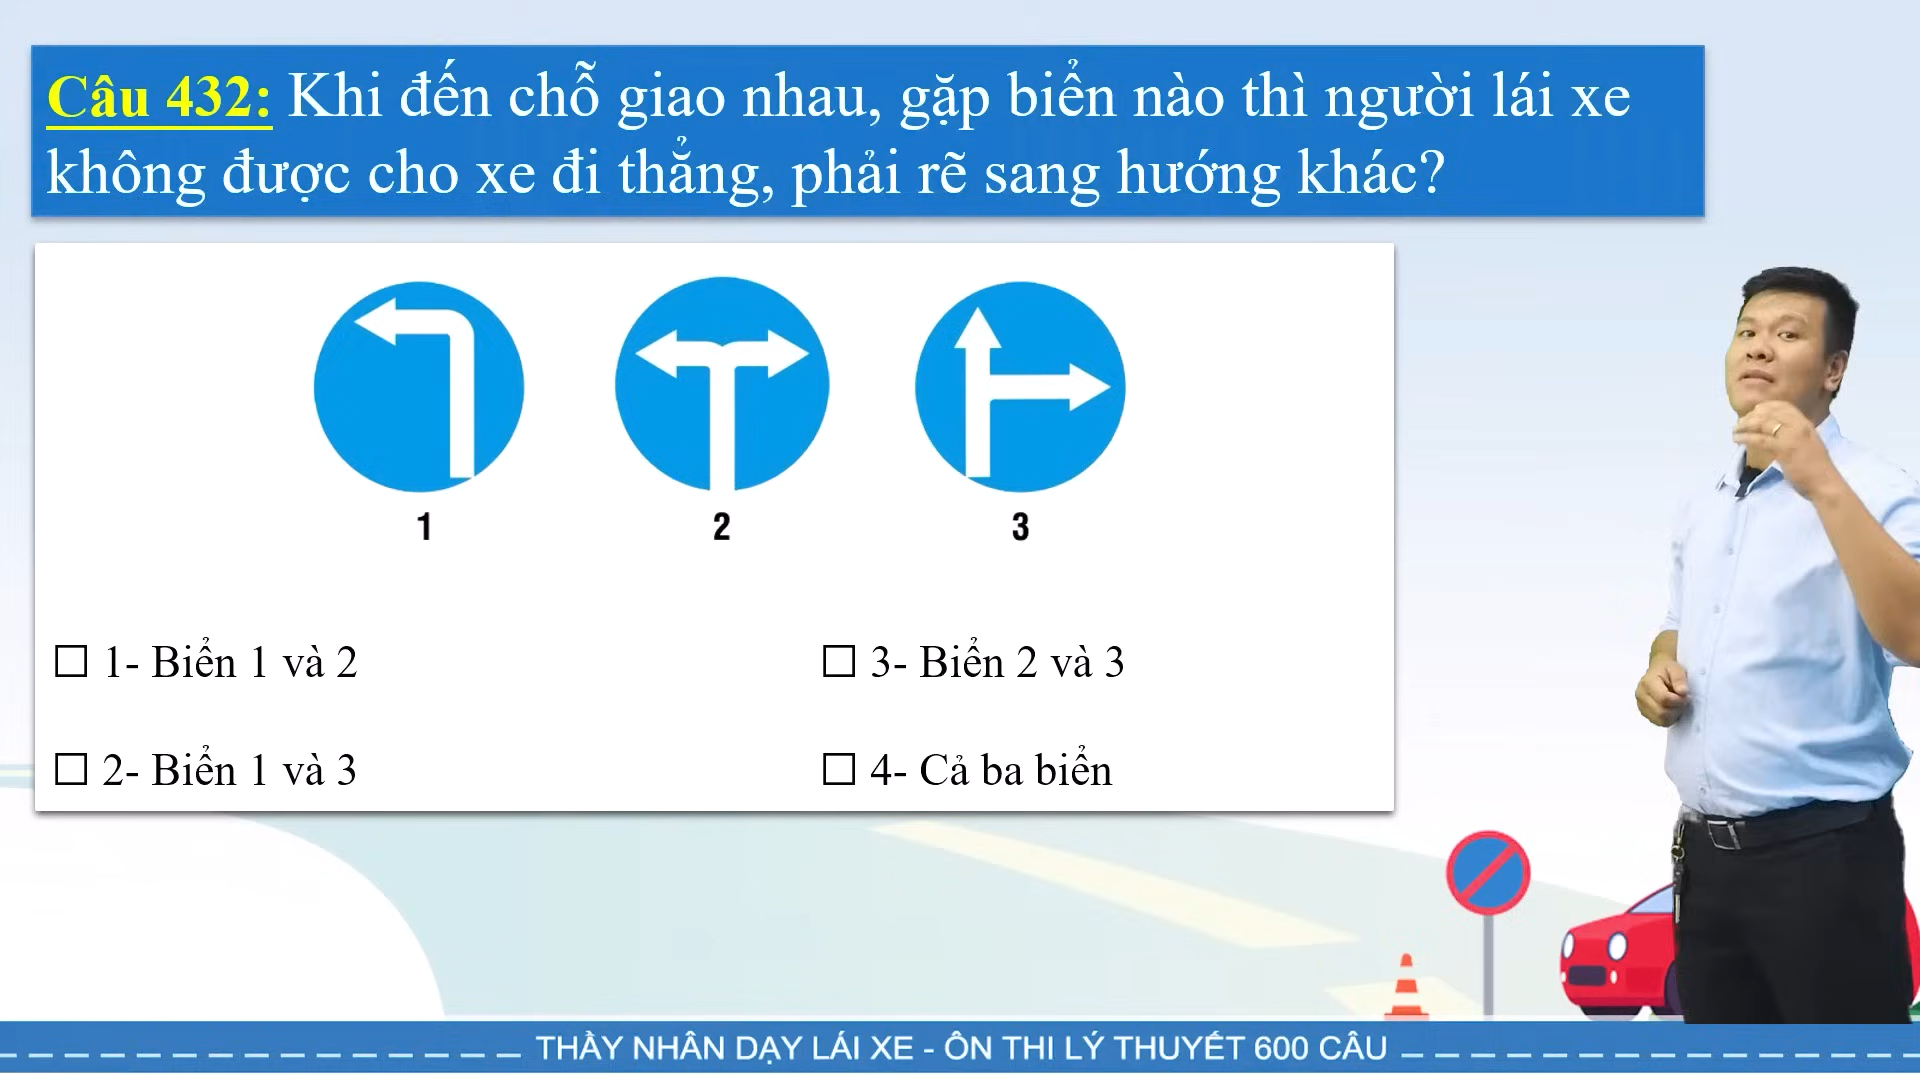 Câu 432: Khi đến chỗ giao nhau, gặp biển nào thì người lái xe
không được cho xe đi thẳng, phải rẽ sang hướng khác?
1 2 3
☐ 1- Biển 1 và 2
☐ 3- Biển 2 và 3
☐ 2- Biển 1 và 3
☐ 4- Cả ba biển
THẦY NHÂN DẠY LÁI XE - ÔN THI LÝ THUYẾT 600 CÂU